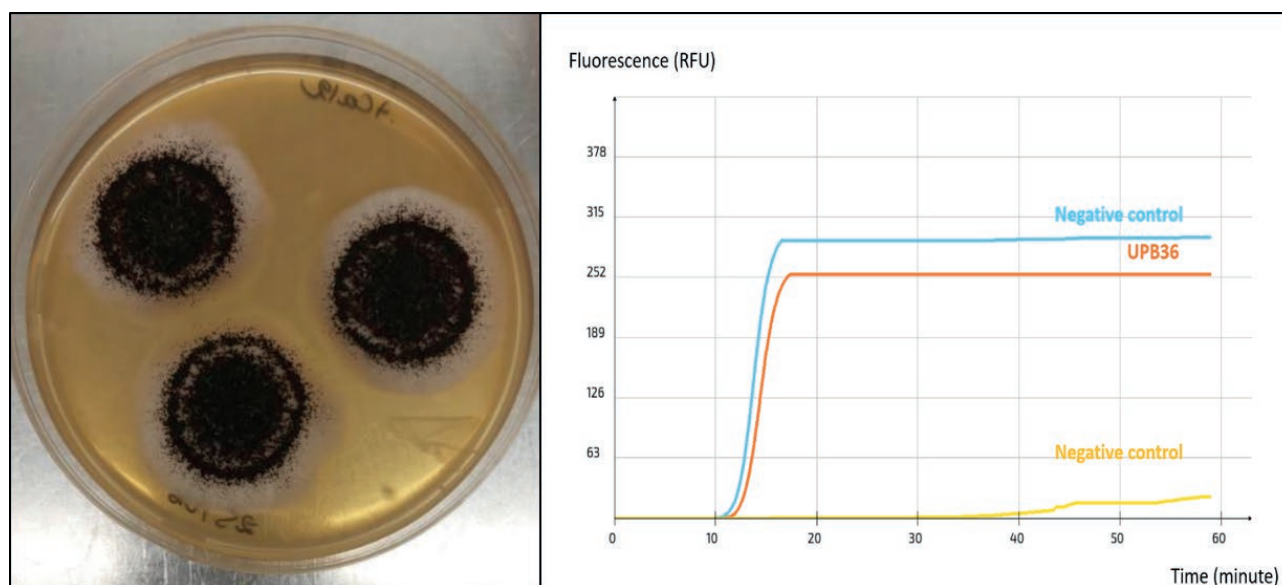 Fluorescence (RFU)
378
315
252
189
126
63
Negative control
UPB36
Negative control
0 10 20 30 40 50 60
Time (minute)